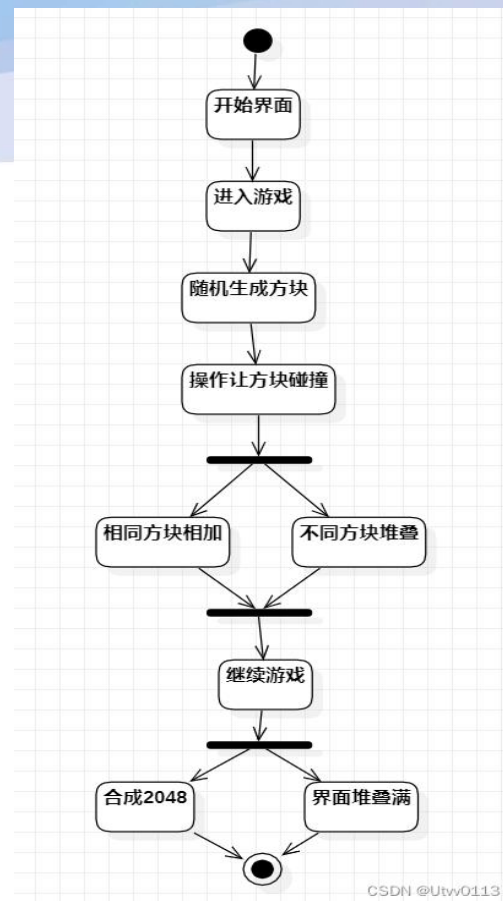 开始界面
进入游戏
随机生成方块
操作让方块碰撞
相同方块相加
不同方块堆叠
继续游戏
合成2048
界面堆叠满
CSDN @Utvv0113